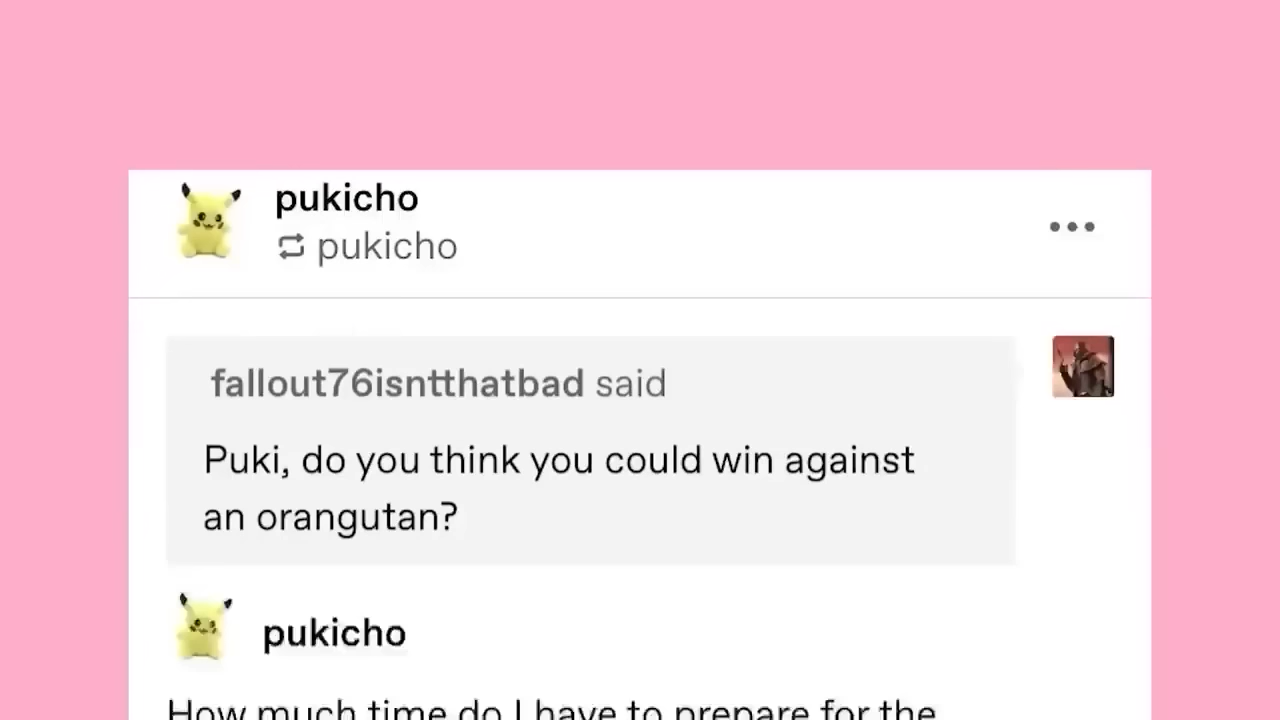 pukicho
pukicho
fallout76isntthatbad said
Puki, do you think you could win against
an orangutan?
pukicho
How much time do I have to prepare for the